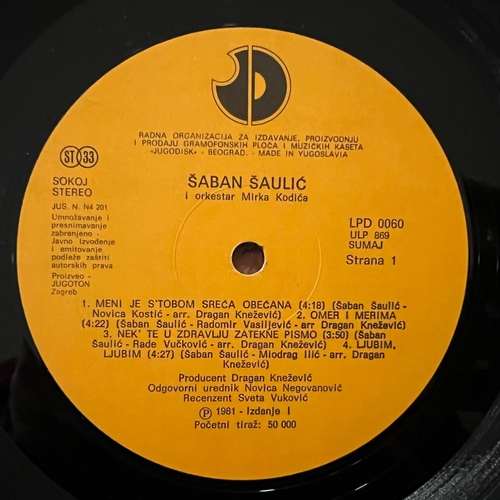 RADNA ORGANIZACIJA ZA IZDAVANJE, PROIZVODNJU
I PRODAJU GRAMOFONSKIH PLOČA I MUZIČKIH KASETA
«JUGODISK» – BEOGRAD. - MADE IN YUGOSLAVIA
ST 33
SOKOJ
STEREO
JUS. N. N4 201
Umnožavanje i
presnimavanje
zabranjeno -
Javno izvođenje
i emitovanje
podleže zaštiti
autorskih prava
Proizveo -
JUGOTON
Zagreb
ŠABAN ŠAULIĆ
i orkestar Mirka Kodića
LPD 0060
ULP 869
SUMAJ
Strana 1
1. MENI JE S'TOBOM SREĆA OBEĆANA (4:18) (Šaban Šaulić -
Novica Kostić - arr. Dragan Knežević) 2. OMER I MERIMA
(4:22) (Šaban Šaulić - Radomir Vasiljević - arr Dragan Knežević)
3. NEK' TE U ZDRAVLJU ZATEKNE PISMO (3:50) (Šaban
Šaulić - Rade Vučković - arr. Dragan Knežević) 4. LJUBIM,
LJUBIM (4:27) (Šaban Šaulić - Miodrag Ilić - arr. Dragan
Knežević)
Producent Dragan Knežević
Odgovorni urednik Novica Negovanović
Recenzent Sveta Vuković
Ⓟ 1981 - Izdanje I
Početni tiraž: 50 000